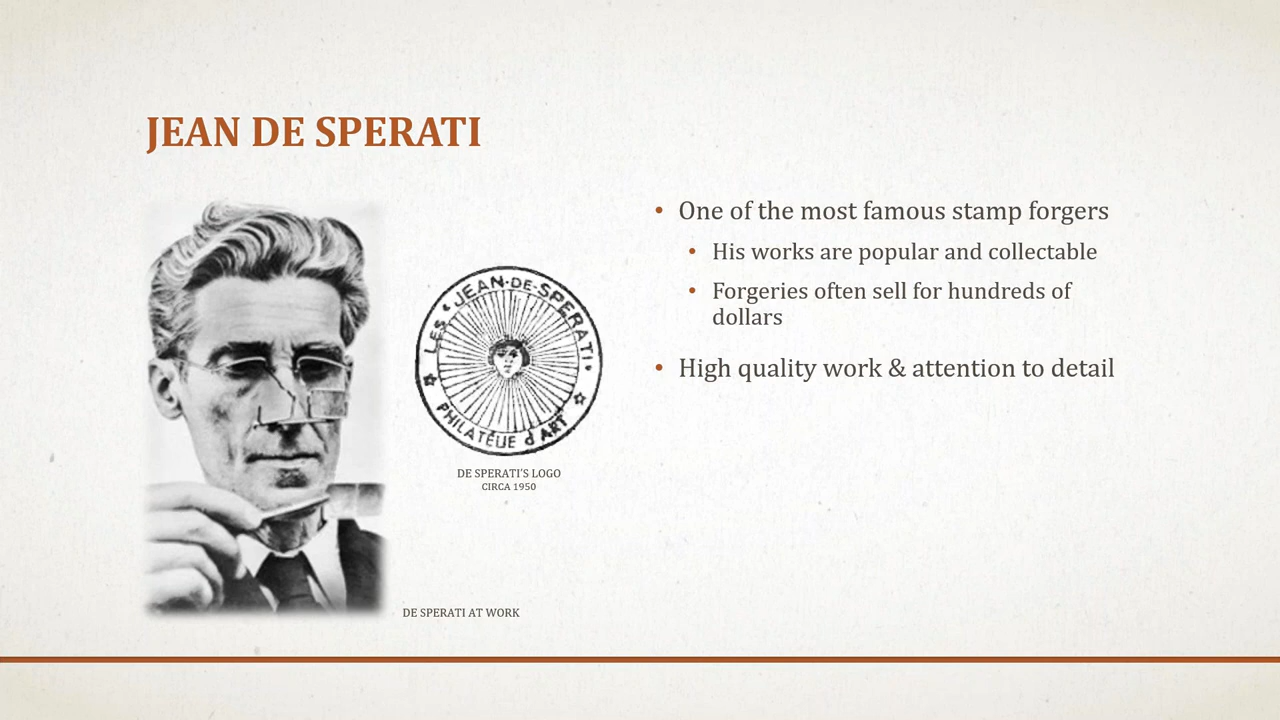 JEAN DE SPERATI
One of the most famous stamp forgers
His works are popular and collectable
Forgeries often sell for hundreds of
dollars
High quality work & attention to detail
LES · JEAN·DE·SPERATI·
PHILATÉLIE d'ART
DE SPERATI'S LOGO
CIRCA 1950
DE SPERATI AT WORK